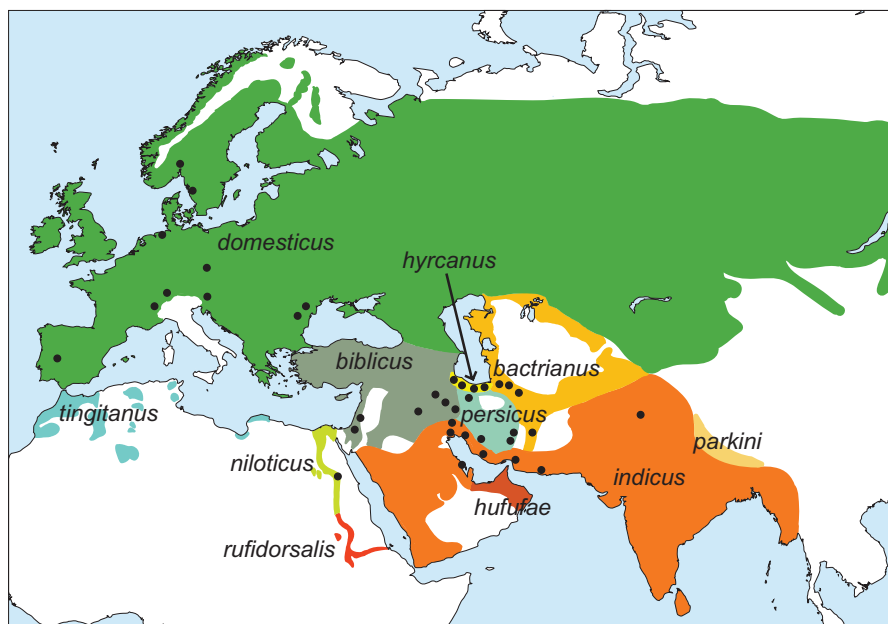 domesticus
hyrcanus
biblicus
bactrianus
tingitanus
persicus
parkini
niloticus
indicus
hufufae
rufidorsalis